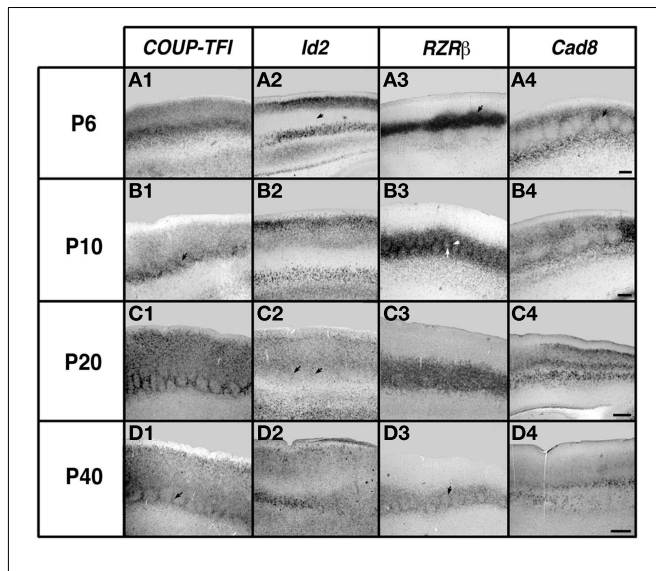 COUP-TFI Id2 RZRβ Cad8
P6 A1 A2 A3 A4
P10 B1 B2 B3 B4
P20 C1 C2 C3 C4
P40 D1 D2 D3 D4